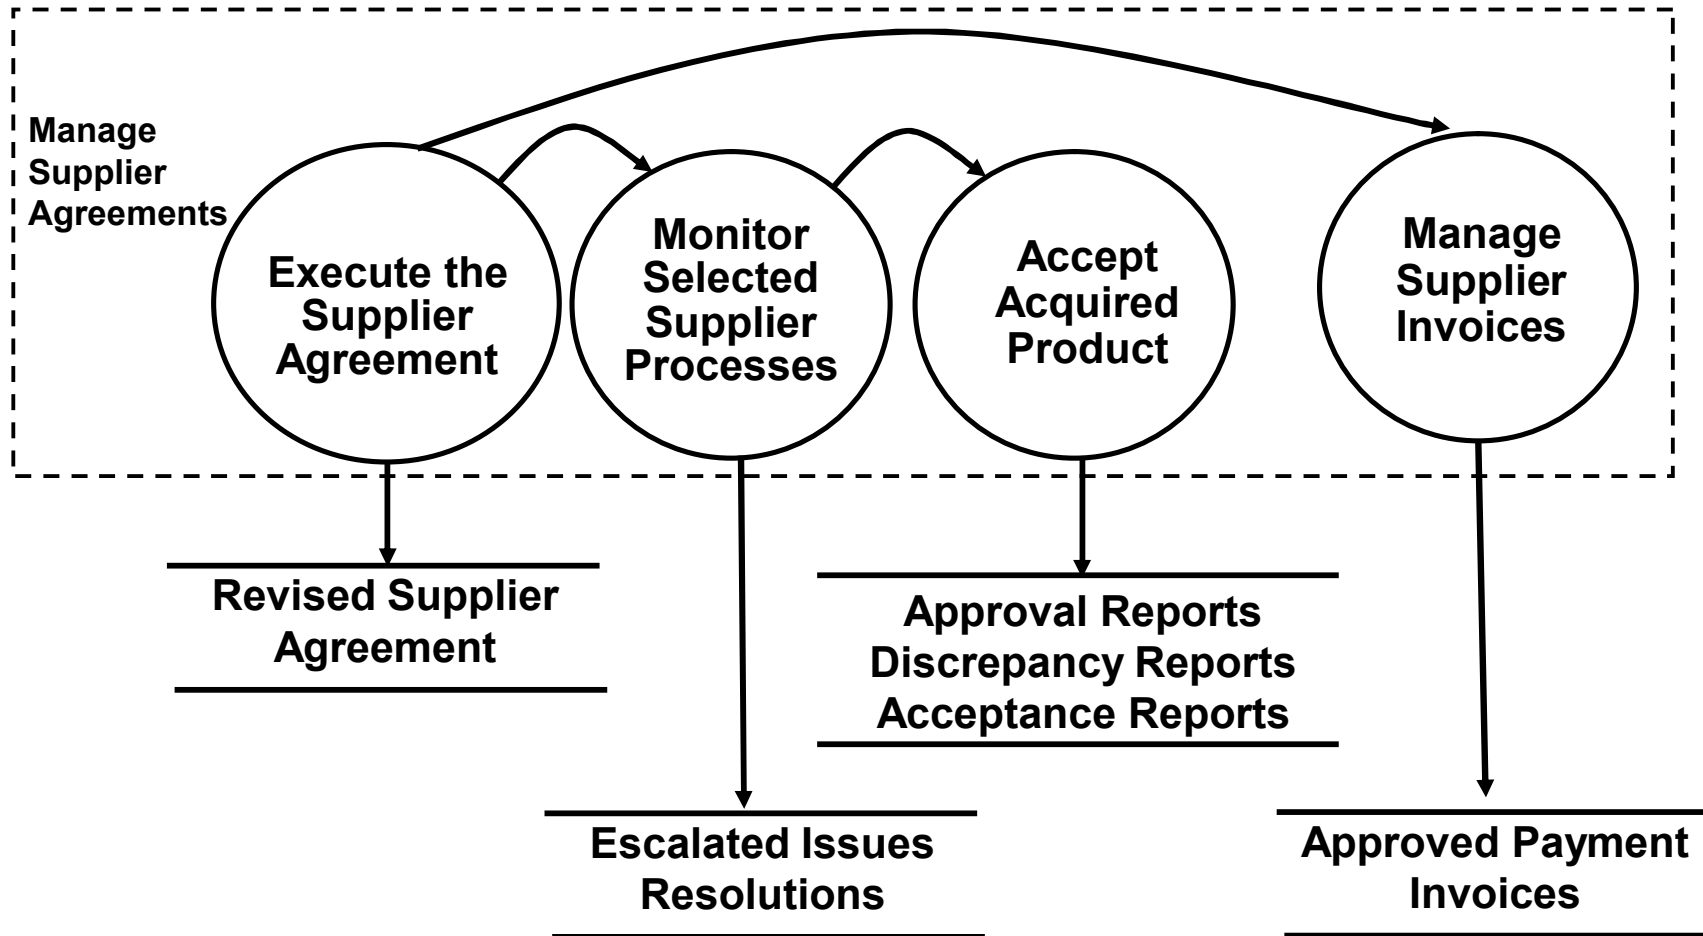 Manage
Supplier
Agreements
Execute the
Supplier
Agreement
Monitor
Selected
Supplier
Processes
Accept
Acquired
Product
Manage
Supplier
Invoices
Revised Supplier
Agreement
Approval Reports
Discrepancy Reports
Acceptance Reports
Escalated Issues
Resolutions
Approved Payment
Invoices